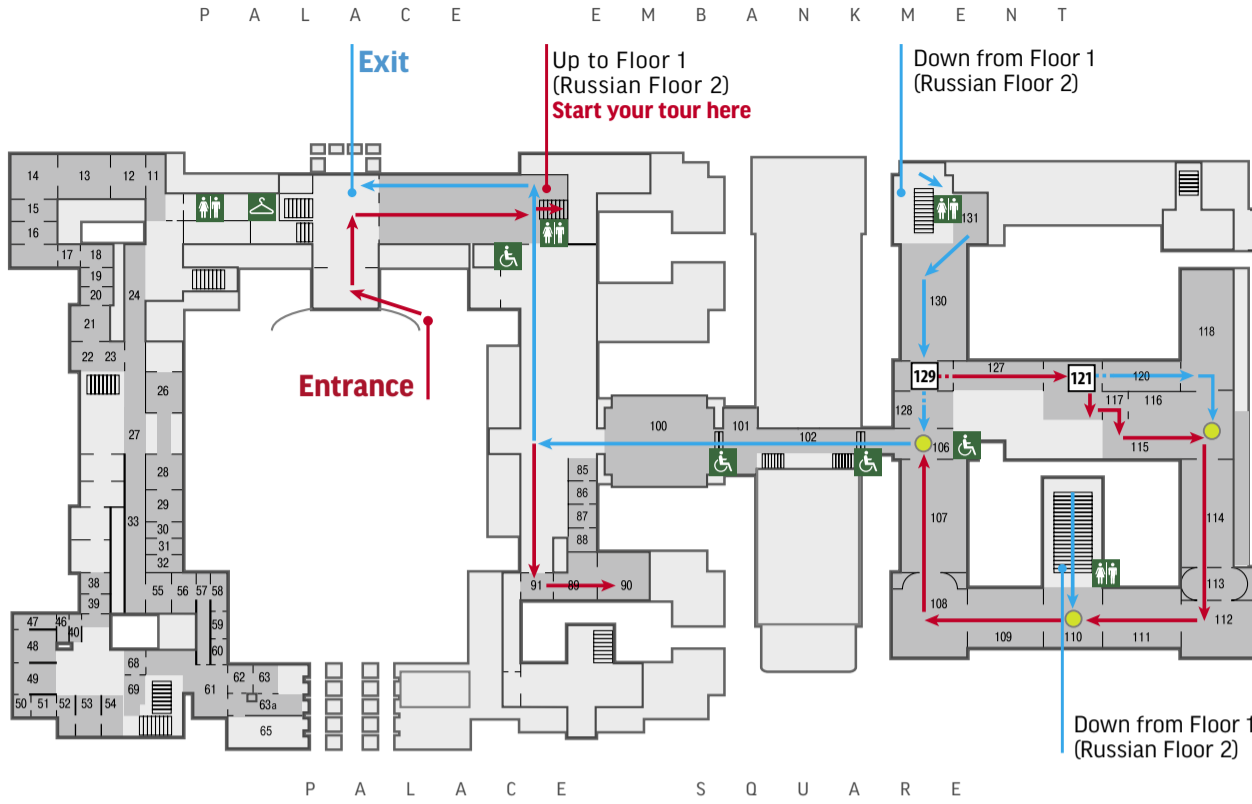 P A L A C E E M B A N K M E N T
Exit
Up to Floor 1
(Russian Floor 2)
Start your tour here
Down from Floor 1
(Russian Floor 2)
14 13 12 11
15
16
17 18
19
20
21
22 23
24
26
27
28
29
30
31
32
33
38
39
55 56 57 58
59
60
47 46
40
48
49
50 51 52 53 54
68
69
61
62 63
63a
65
Entrance
85
86
87
88
91 89 90
100 101 102
131
130
118
129 127 121 120
128
117 116
106
115
107
114
113
108
112
109 110 111
Down from Floor 1
(Russian Floor 2)
P A L A C E S Q U A R E